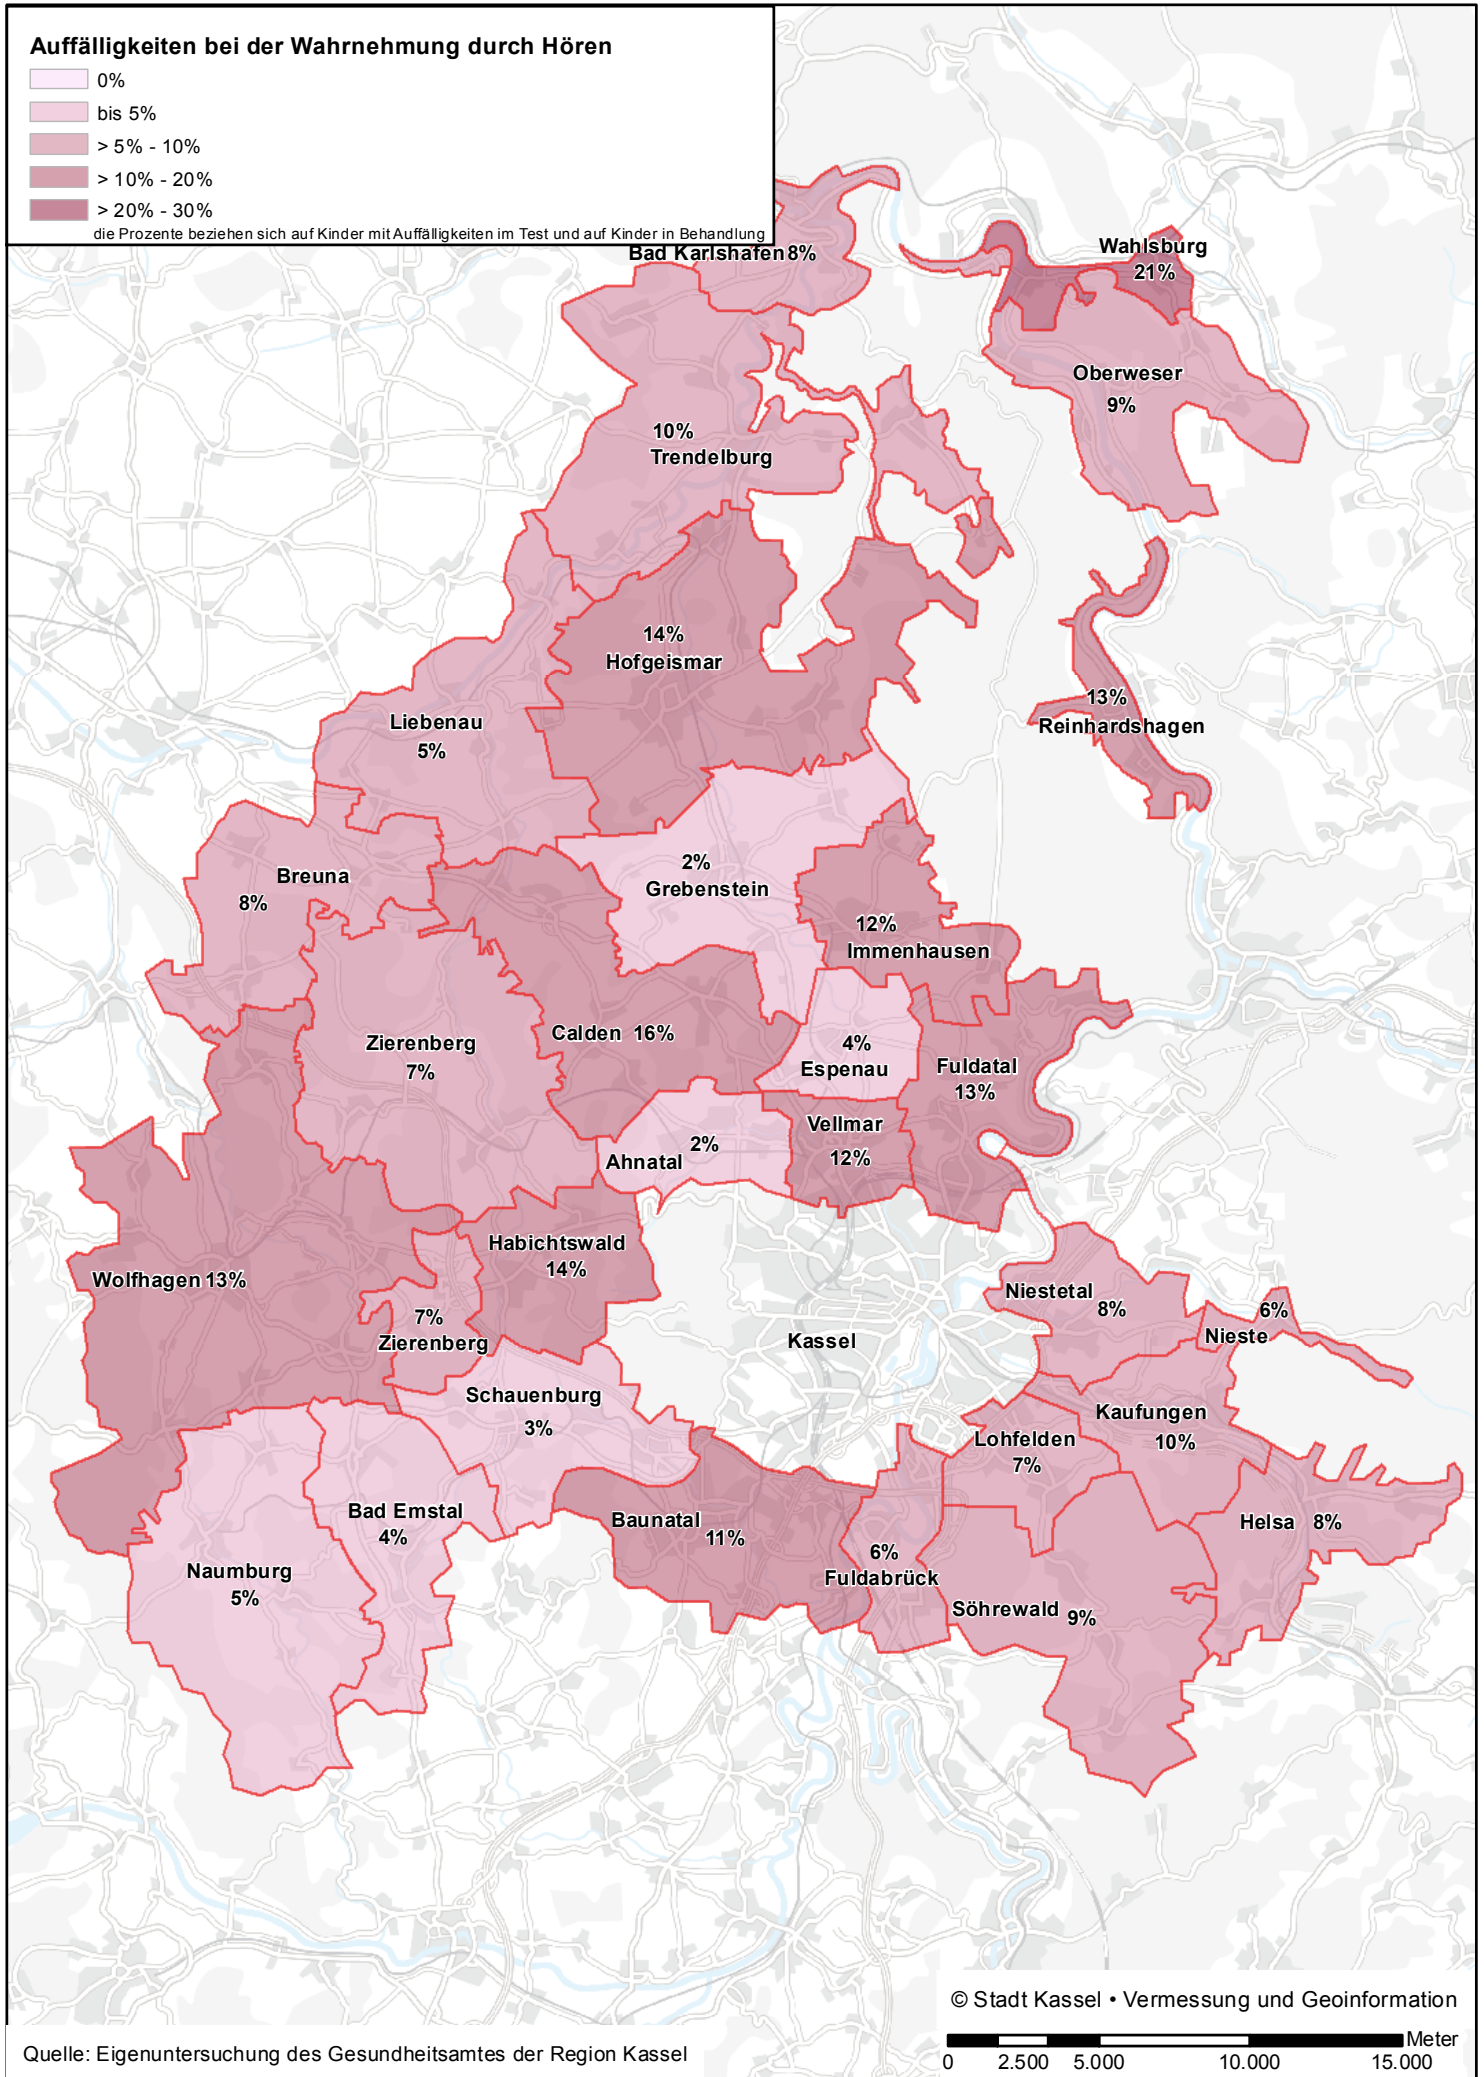 Auffälligkeiten bei der Wahrnehmung durch Hören
0%
bis 5%
> 5% - 10%
> 10% - 20%
> 20% - 30%
die Prozente beziehen sich auf Kinder mit Auffälligkeiten im Test und auf Kinder in Behandlung
Bad Karlshafen 8%
Wahlsburg
21%
Oberweser
9%
10%
Trendelburg
14%
Hofgeismar
13%
Reinhardshagen
Liebenau
5%
2%
Grebenstein
Breuna
8%
12%
Immenhausen
Zierenberg
7%
Calden 16%
4%
Espenau
Fuldatal
13%
Vellmar
12%
2%
Ahnatal
Habichtswald
14%
Wolfhagen 13%
7%
Zierenberg
Kassel
Niestetal
8%
6%
Nieste
Schauenburg
3%
Kaufungen
10%
Lohfelden
7%
Bad Emstal
4%
Baunatal
11%
Helsa 8%
6%
Fuldabrück
Naumburg
5%
Söhrewald 9%
© Stadt Kassel • Vermessung und Geoinformation
Meter
0 2.500 5.000 10.000 15.000
Quelle: Eigenuntersuchung des Gesundheitsamtes der Region Kassel